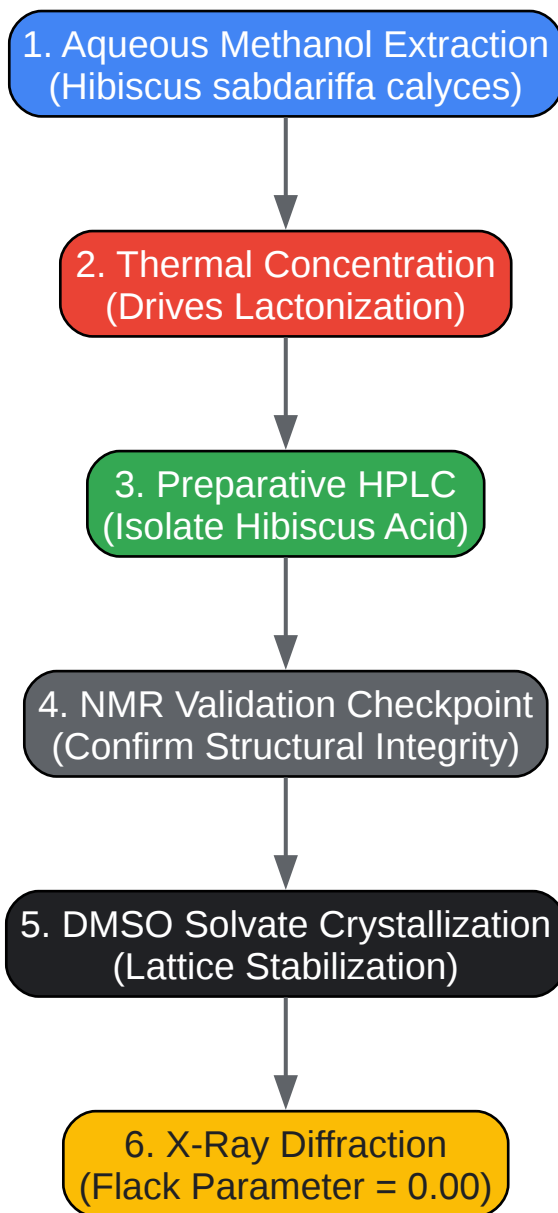 1. Aqueous Methanol Extraction
(Hibiscus sabdariffa calyces)
2. Thermal Concentration
(Drives Lactonization)
3. Preparative HPLC
(Isolate Hibiscus Acid)
4. NMR Validation Checkpoint
(Confirm Structural Integrity)
5. DMSO Solvate Crystallization
(Lattice Stabilization)
6. X-Ray Diffraction
(Flack Parameter = 0.00)